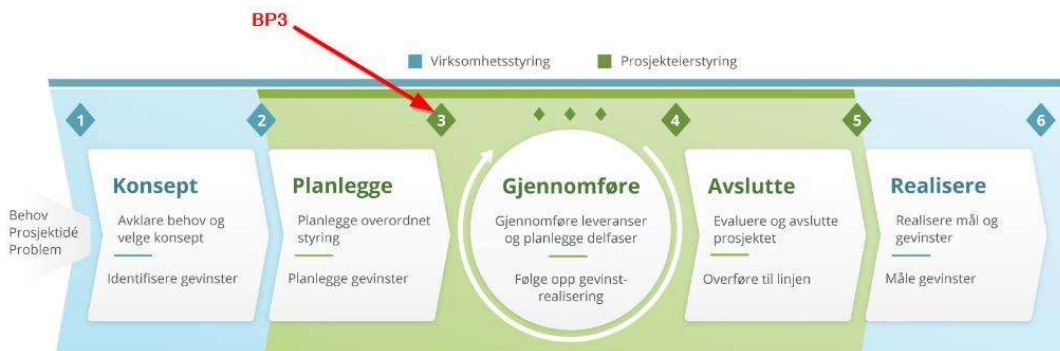 BP3
Virksomhetsstyring
Prosjekteierstyring
1
2
3
4
5
6
Behov
Prosjektidé
Problem
Konsept
Avklare behov og
velge konsept
Identifisere gevinster
Planlegge
Planlegge overordnet
styring
Planlegge gevinster
Gjennomføre
Gjennomføre leveranser
og planlegge delfaser
Følge opp gevinst-
realisering
Avslutte
Evaluere og avslutte
prosjektet
Overføre til linjen
Realisere
Realisere mål og
gevinster
Måle gevinster